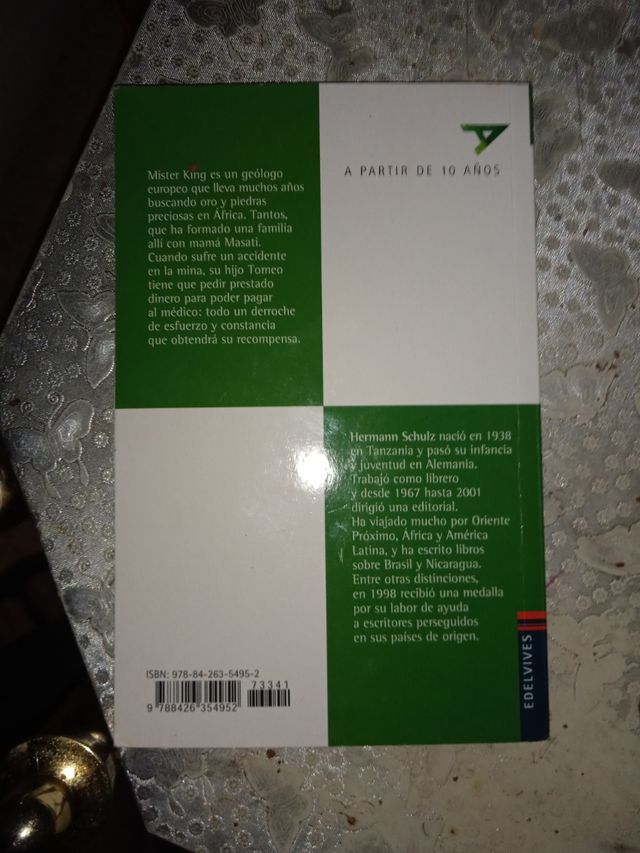 Mister King es un geólogo
europeo que lleva muchos años
buscando oro y piedras
preciosas en África. Tantos,
que ha formado una familia
allí con mamá Masati.
Cuando sufre un accidente
en la mina, su hijo Tomeo
tiene que pedir prestado
dinero para poder pagar
al médico: todo un derroche
de esfuerzo y constancia
que obtendrá su recompensa.
A PARTIR DE 10 AÑOS
Hermann Schulz nació en 1938
en Tanzania y pasó su infancia
y juventud en Alemania.
Trabajó como librero
y desde 1967 hasta 2001
dirigió una editorial.
Ha viajado mucho por Oriente
Próximo, África y América
Latina, y ha escrito libros
sobre Brasil y Nicaragua.
Entre otras distinciones,
en 1998 recibió una medalla
por su labor de ayuda
a escritores perseguidos
en sus países de origen.
ISBN: 978-84-263-5495-2
73341
9 788426 354952
EDELVIVES